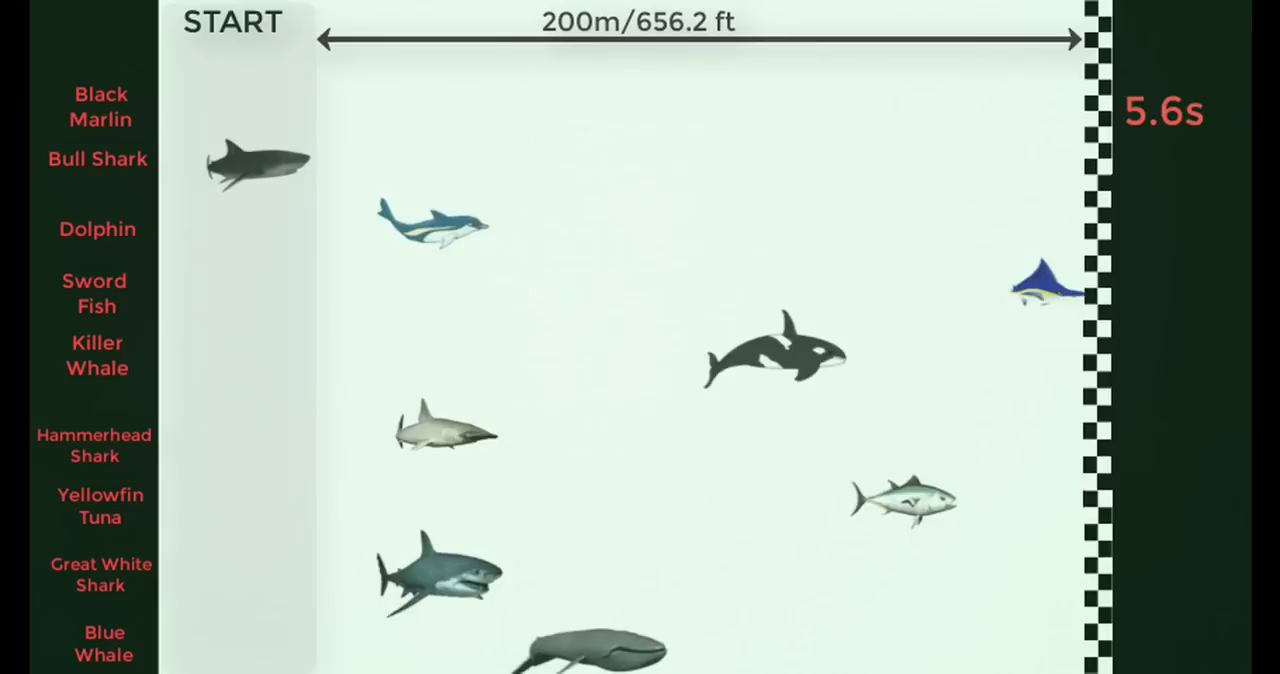 START
200m/656.2 ft
Black
Marlin
5.6s
Bull Shark
Dolphin
Sword
Fish
Killer
Whale
Hammerhead
Shark
Yellowfin
Tuna
Great White
Shark
Blue
Whale